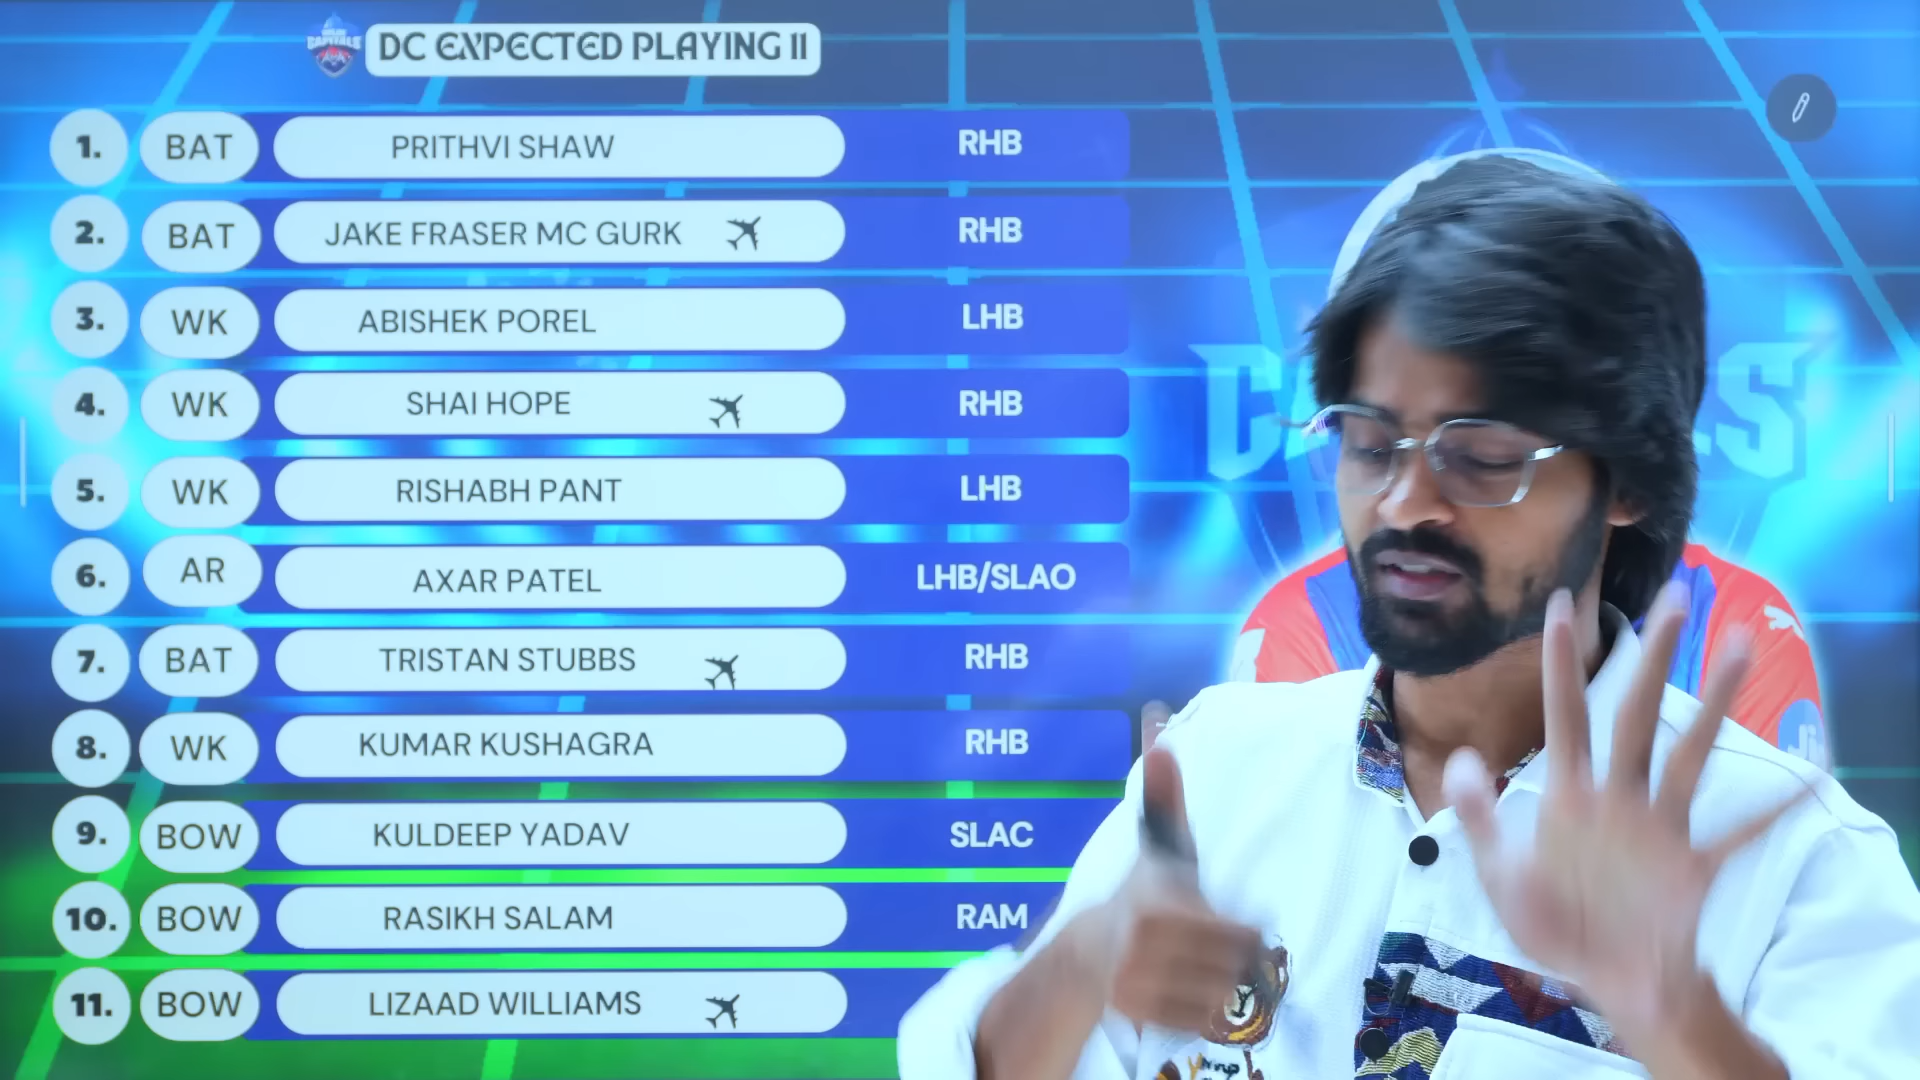 DC EXPECTED PLAYING 11
1. BAT PRITHVI SHAW RHB
2. BAT JAKE FRASER MC GURK RHB
3. WK ABISHEK POREL LHB
4. WK SHAI HOPE RHB
5. WK RISHABH PANT LHB
6. AR AXAR PATEL LHB/SLAO
7. BAT TRISTAN STUBBS RHB
8. WK KUMAR KUSHAGRA RHB
9. BOW KULDEEP YADAV SLAC
10. BOW RASIKH SALAM RAM
11. BOW LIZAAD WILLIAMS
CAPITALS